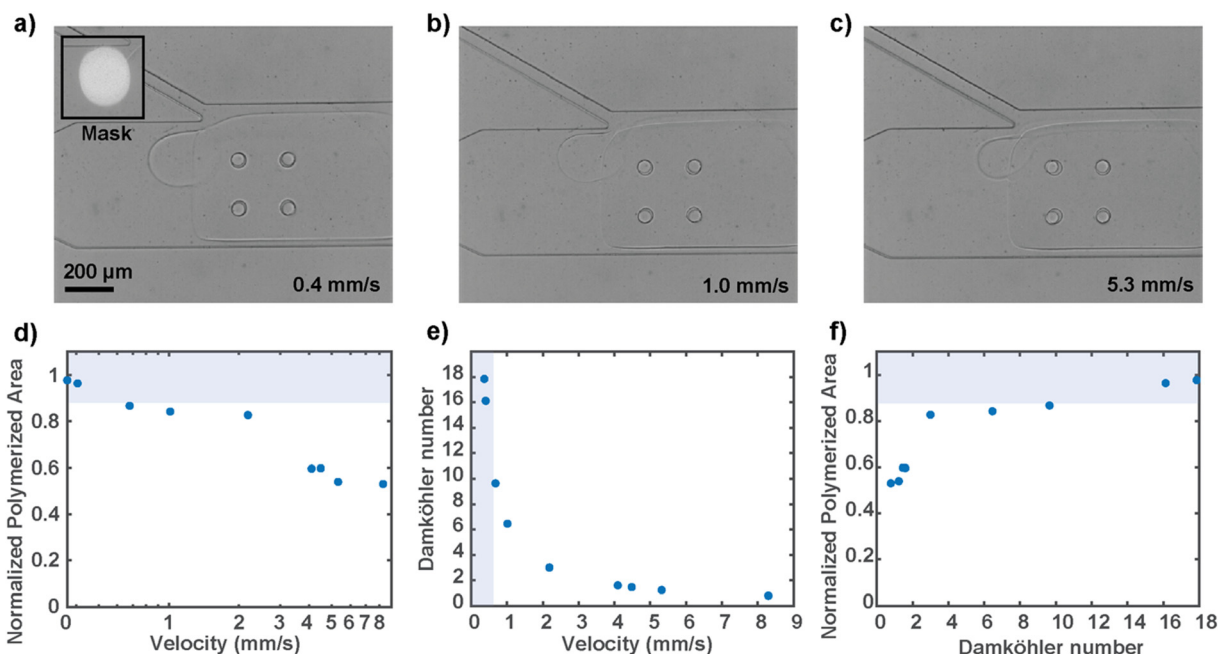 a)
b)
c)
Mask
200 µm
0.4 mm/s
1.0 mm/s
5.3 mm/s
d)
Normalized Polymerized Area
1
0.8
0.6
0.4
0.2
0
0 1 2 3 4 5 6 7 8
Velocity (mm/s)
e)
Damköhler number
18
16
14
12
10
8
6
4
2
0
0 1 2 3 4 5 6 7 8 9
Velocity (mm/s)
f)
Normalized Polymerized Area
1
0.8
0.6
0.4
0.2
0
0 2 4 6 8 10 12 14 16 18
Damköhler number